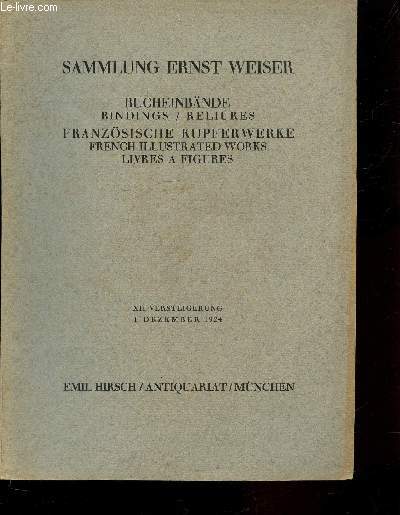 © le-livre.com
SAMMLUNG ERNST WEISER
BUCHEINBÄNDE
BINDINGS / RELIURES
FRANZÖSISCHE KUPFERWERKE
FRENCH ILLUSTRATED WORKS
LIVRES A FIGURES
XII. VERSTEIGERUNG
1. DEZEMBER 1924
EMIL HIRSCH / ANTIQUARIAT / MÜNCHEN